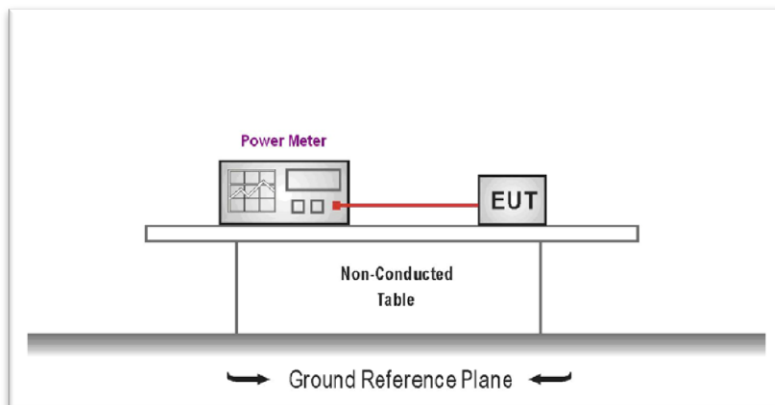 Power Meter
EUT
Non-Conducted
Table
Ground Reference Plane